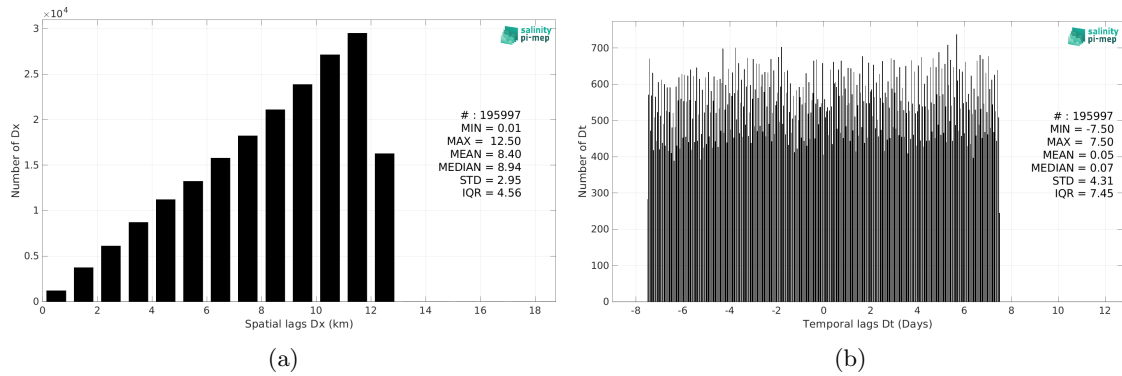 ×10⁴
3
2.5
2
1.5
1
0.5
0
Number of Dx
0 2 4 6 8 10 12 14 16 18
Spatial lags Dx (km)
salinity
pi-mep
# : 195997
MIN = 0.01
MAX = 12.50
MEAN = 8.40
MEDIAN = 8.94
STD = 2.95
IQR = 4.56
(a)
700
600
500
400
300
200
100
0
Number of Dt
-8 -6 -4 -2 0 2 4 6 8 10 12
Temporal lags Dt (Days)
salinity
pi-mep
# : 195997
MIN = -7.50
MAX = 7.50
MEAN = 0.05
MEDIAN = 0.07
STD = 4.31
IQR = 7.45
(b)